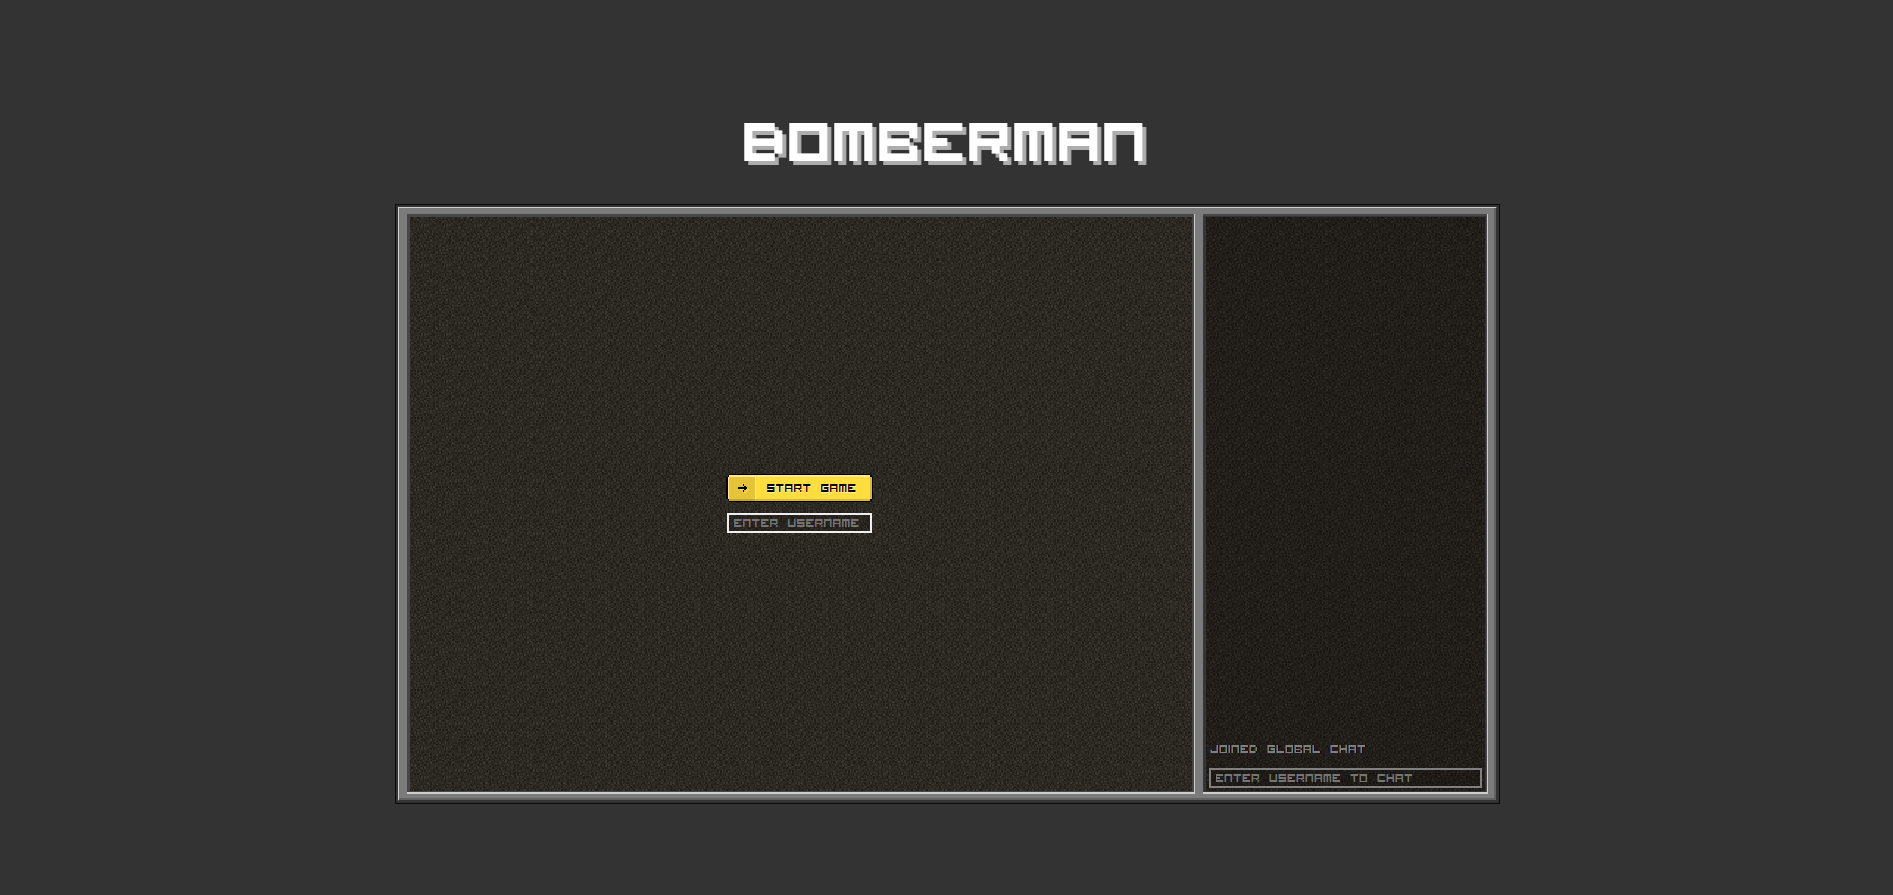 BOMBERMAN
→ START GAME
ENTER USERNAME
JOINED GLOBAL CHAT
ENTER USERNAME TO CHAT